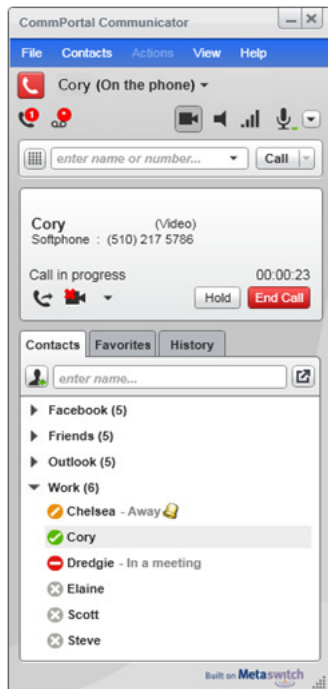 CommPortal Communicator
File Contacts Actions View Help
Cory (On the phone)
1
enter name or number... Call
Cory (Video)
Softphone : (510) 217 5786
Call in progress 00:00:23
Hold End Call
Contacts Favorites History
enter name...
Facebook (5)
Friends (5)
Outlook (5)
Work (6)
Chelsea - Away
Cory
Dredgie - In a meeting
Elaine
Scott
Steve
Built on Metaswitch